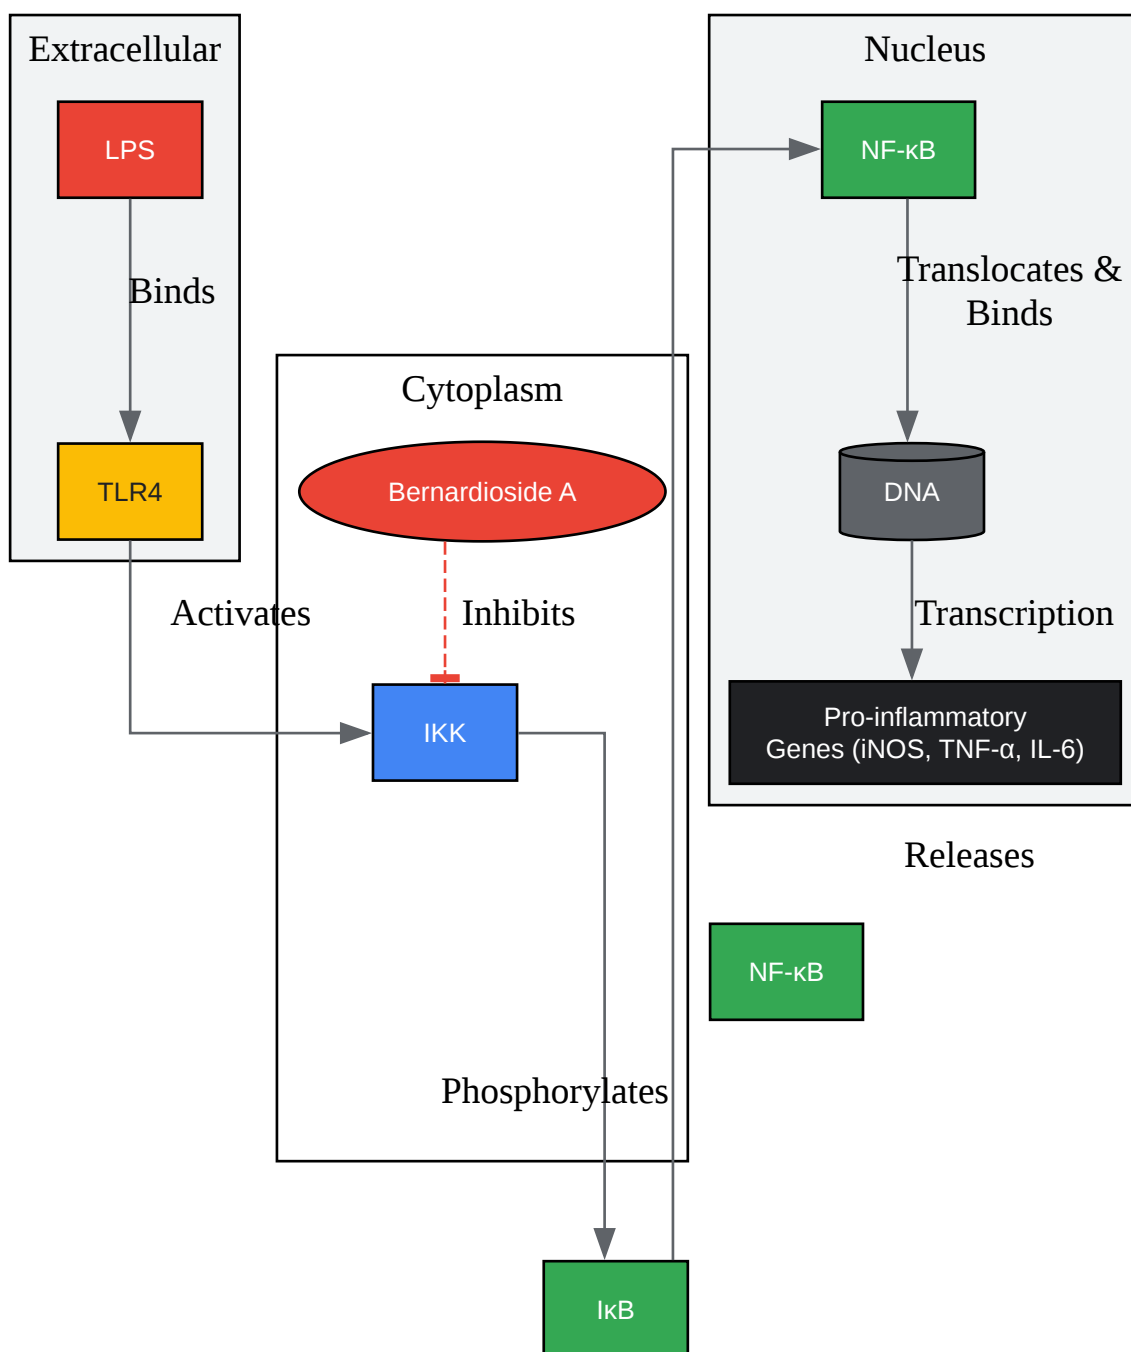 Extracellular
LPS
Binds
TLR4
Activates
Cytoplasm
Bernardioside A
Inhibits
IKK
Phosphorylates
IκB
Nucleus
NF-κB
Translocates &
Binds
DNA
Transcription
Pro-inflammatory
Genes (iNOS, TNF-α, IL-6)
Releases
NF-κB